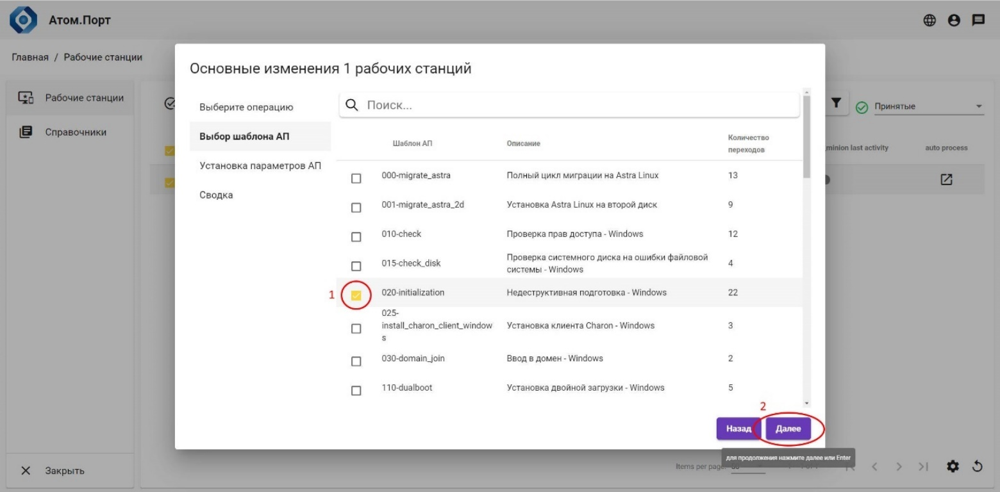 Атом.Порт
Главная / Рабочие станции
Рабочие станции
Справочники
Закрыть
Основные изменения 1 рабочих станций
Выберите операцию
Выбор шаблона АП
Установка параметров АП
Сводка
Поиск...
Шаблон АП
Описание
Количество
переходов
000-migrate_astra
Полный цикл миграции на Astra Linux
13
001-migrate_astra_2d
Установка Astra Linux на второй диск
9
010-check
Проверка прав доступа - Windows
12
015-check_disk
Проверка системного диска на ошибки файловой
системы - Windows
4
1
020-initialization
Недеструктивная подготовка - Windows
22
025-
install_charon_client_window
s
Установка клиента Charon - Windows
3
030-domain_join
Ввод в домен - Windows
2
110-dualboot
Установка двойной загрузки - Windows
5
2
Назад
Далее
для продолжения нажмите далее или Enter
Принятые
minion last activity
auto process
Items per page: